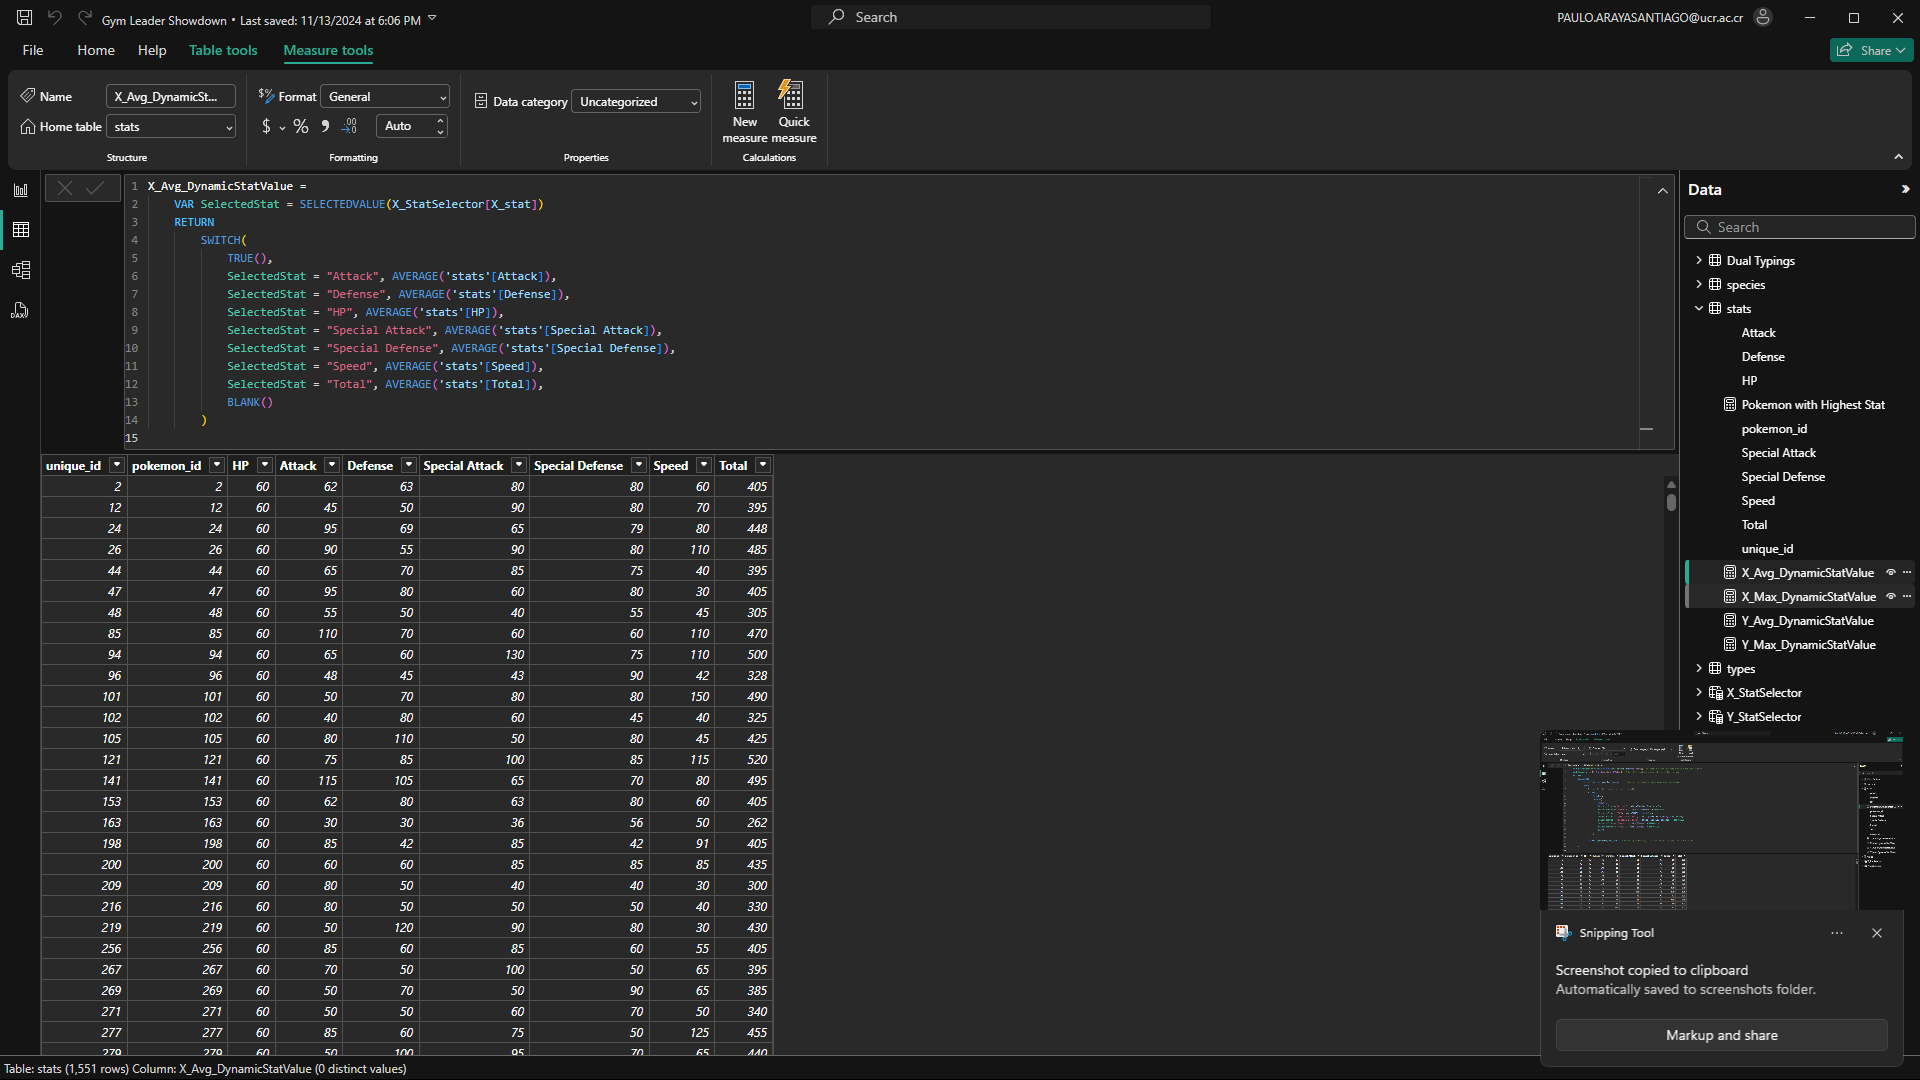 Gym Leader Showdown • Last saved: 11/13/2024 at 6:06 PM
Search
PAULO.ARAYASANTIAGO@ucr.ac.cr
File Home Help Table tools Measure tools
Share
Name X_Avg_DynamicSt...
Home table stats
Structure
Format General
$ % , .00 Auto
Formatting
Data category Uncategorized
Properties
New measure
Quick measure
Calculations
1 X_Avg_DynamicStatValue =
2 VAR SelectedStat = SELECTEDVALUE(X_StatSelector[X_stat])
3 RETURN
4 SWITCH(
5 TRUE(),
6 SelectedStat = "Attack", AVERAGE('stats'[Attack]),
7 SelectedStat = "Defense", AVERAGE('stats'[Defense]),
8 SelectedStat = "HP", AVERAGE('stats'[HP]),
9 SelectedStat = "Special Attack", AVERAGE('stats'[Special Attack]),
10 SelectedStat = "Special Defense", AVERAGE('stats'[Special Defense]),
11 SelectedStat = "Speed", AVERAGE('stats'[Speed]),
12 SelectedStat = "Total", AVERAGE('stats'[Total]),
13 BLANK()
14 )
15
unique_id pokemon_id HP Attack Defense Special Attack Special Defense Speed Total
2 2 60 62 63 80 80 60 405
12 12 60 45 50 90 80 70 395
24 24 60 95 69 65 79 80 448
26 26 60 90 55 90 80 110 485
44 44 60 65 70 85 75 40 395
47 47 60 95 80 60 80 30 405
48 48 60 55 50 40 55 45 305
85 85 60 110 70 60 60 110 470
94 94 60 65 60 130 75 110 500
96 96 60 48 45 43 90 42 328
101 101 60 50 70 80 80 150 490
102 102 60 40 80 60 45 40 325
105 105 60 80 110 50 80 45 425
121 121 60 75 85 100 85 115 520
141 141 60 115 105 65 70 80 495
153 153 60 62 80 63 80 60 405
163 163 60 30 30 36 56 50 262
198 198 60 85 42 85 42 91 405
200 200 60 60 60 85 85 85 435
209 209 60 80 50 40 40 30 300
216 216 60 80 50 50 50 40 330
219 219 60 50 120 90 80 30 430
256 256 60 85 60 85 60 55 405
267 267 60 70 50 100 50 65 395
269 269 60 50 70 50 90 65 385
271 271 60 50 50 60 70 50 340
277 277 60 85 60 75 50 125 455
279 279 60 50 100 95 70 65 440
Data
Search
Dual Typings
species
stats
Attack
Defense
HP
Pokemon with Highest Stat
pokemon_id
Special Attack
Special Defense
Speed
Total
unique_id
X_Avg_DynamicStatValue
X_Max_DynamicStatValue
Y_Avg_DynamicStatValue
Y_Max_DynamicStatValue
types
X_StatSelector
Y_StatSelector
Snipping Tool
Screenshot copied to clipboard
Automatically saved to screenshots folder.
Markup and share
Table: stats (1,551 rows) Column: X_Avg_DynamicStatValue (0 distinct values)